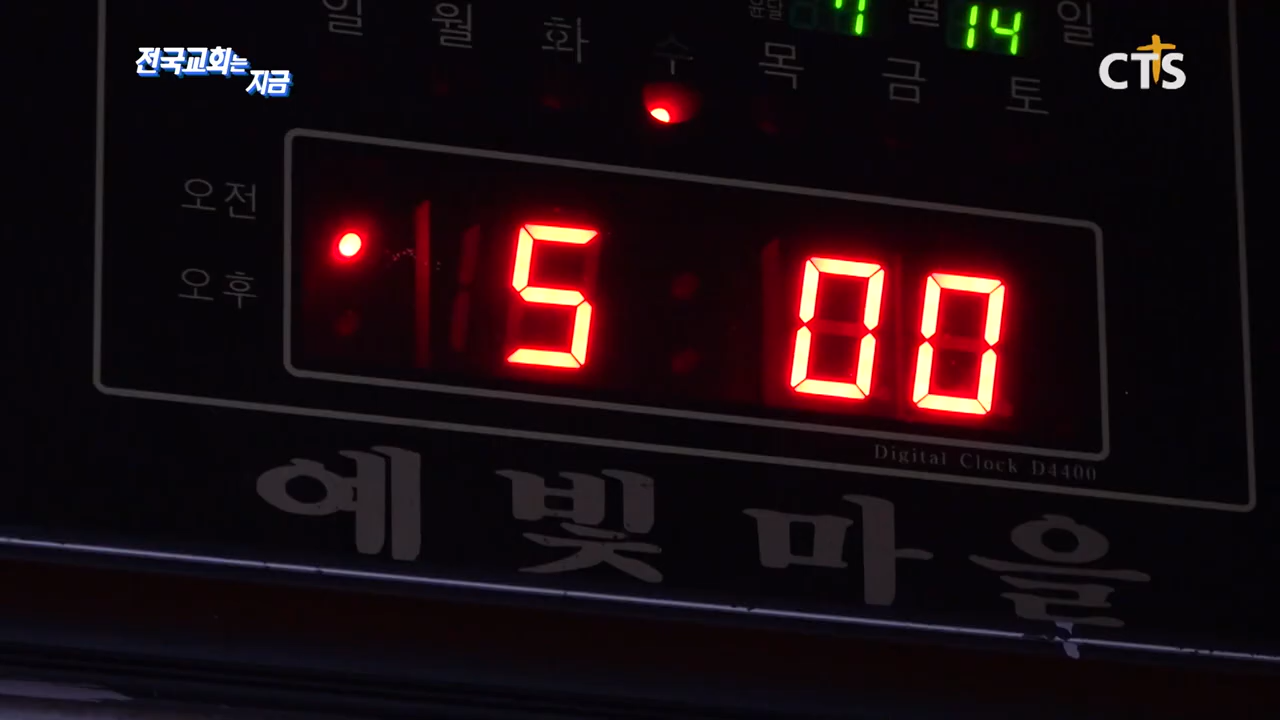 7 월 14 일
일 월 화 수 목 금 토
전국교회는
지금
CTS
오전
오후
5 00
Digital Clock D4400
예빛마을